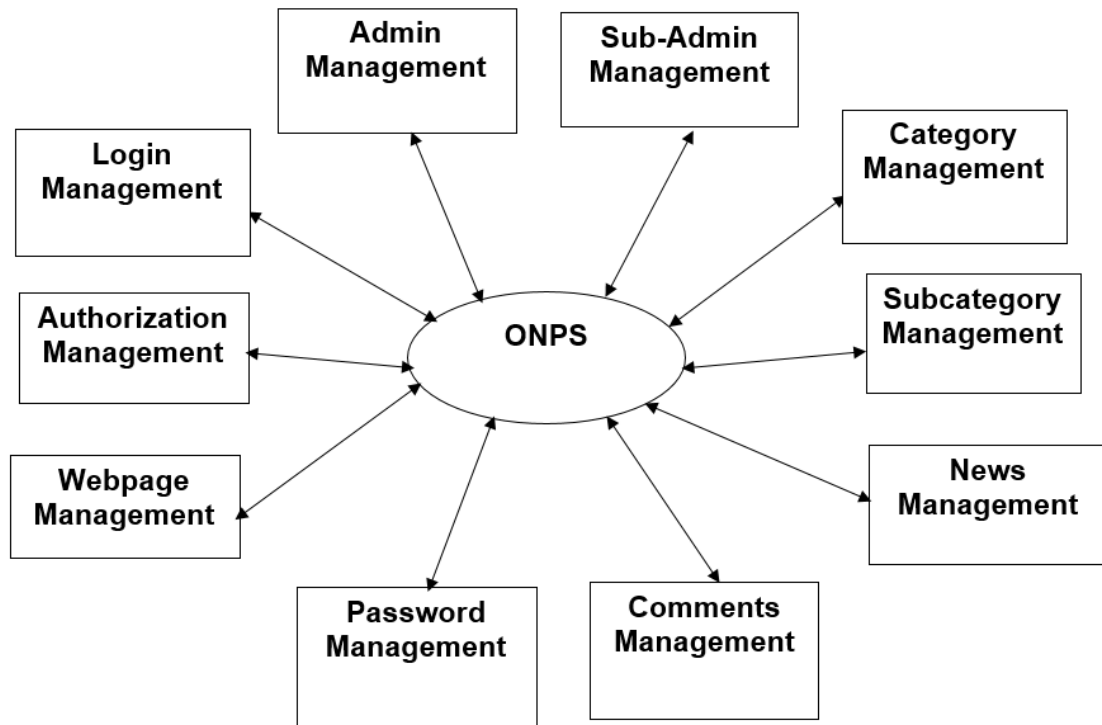 Admin
Management
Sub-Admin
Management
Login
Management
Category
Management
Authorization
Management
ONPS
Subcategory
Management
Webpage
Management
News
Management
Password
Management
Comments
Management